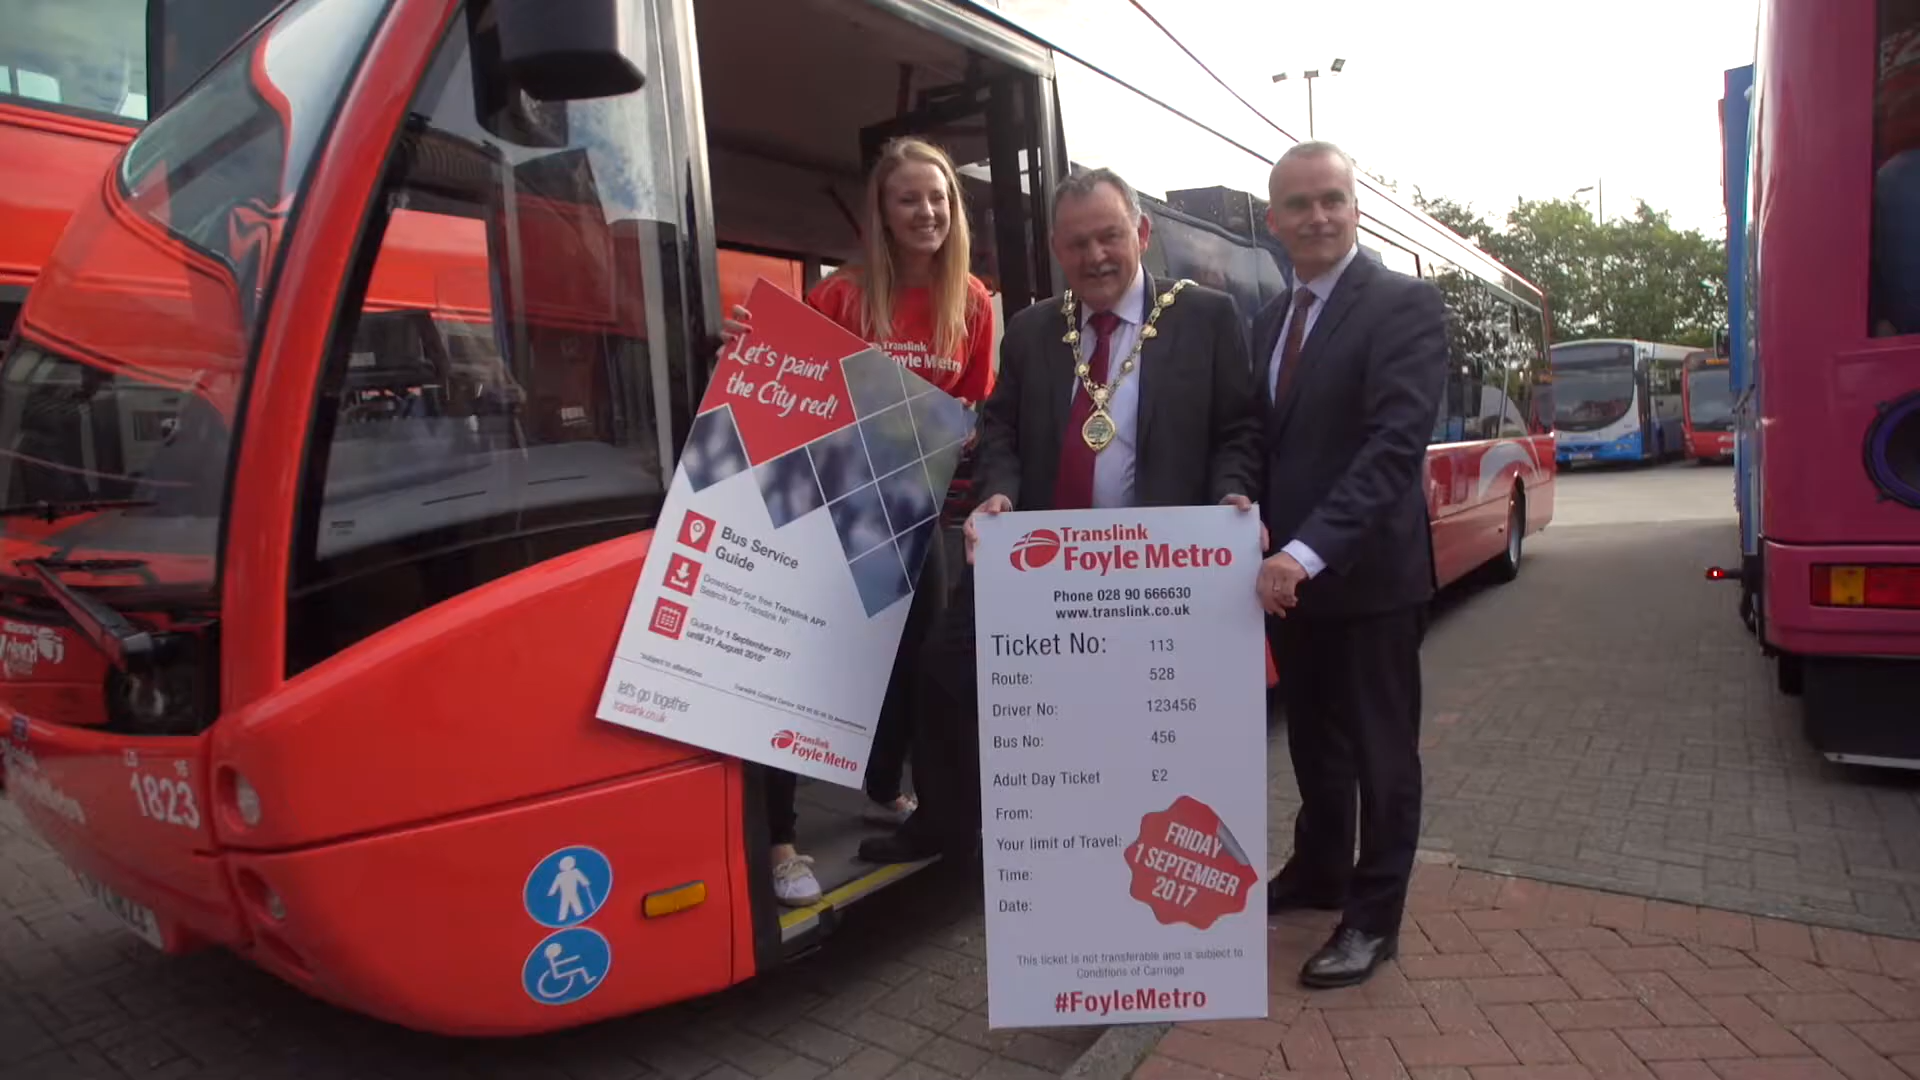 Let's paint
the City red!
Bus Service
Guide
Download our free Translink APP
Search for 'Translink NI'
Guide for 1 September 2017
until 31 August 2018*
*Subject to alterations
Translink Contact Centre
let's go together
translink.co.uk
Translink
Foyle Metro
Translink
Foyle Metro
1823
Translink
Foyle Metro
Phone 028 90 666630
www.translink.co.uk
Ticket No: 113
Route: 528
Driver No: 123456
Bus No: 456
Adult Day Ticket £2
From:
Your limit of Travel:
Time:
Date:
FRIDAY
1 SEPTEMBER
2017
This ticket is not transferable and is subject to
Conditions of Carriage
#FoyleMetro